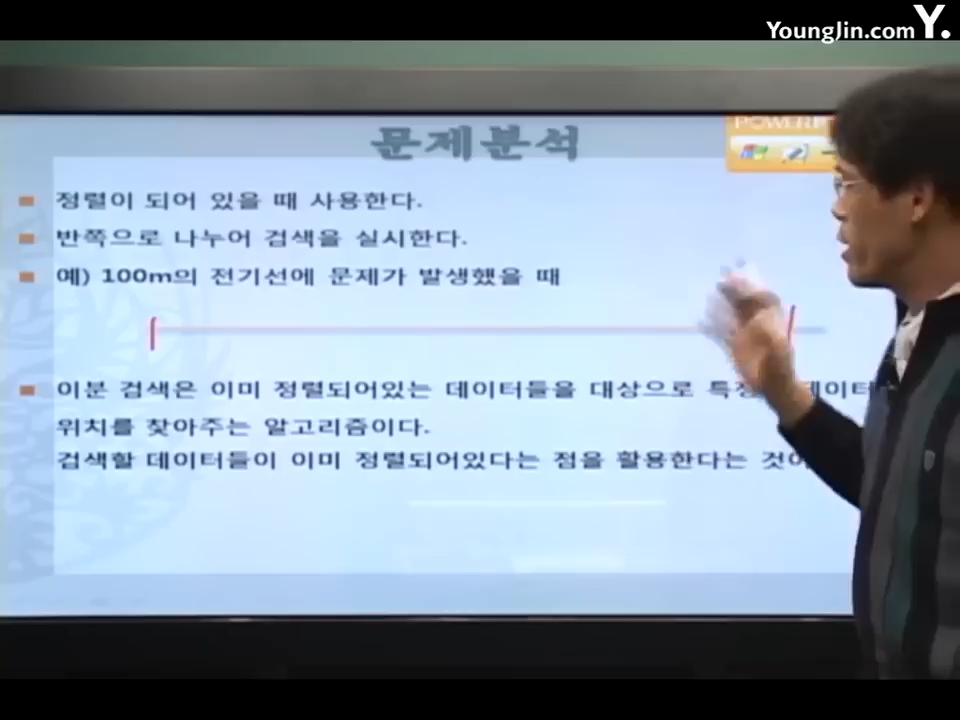 YoungJin.com Y.
문제분석
정렬이 되어 있을 때 사용한다.
반쪽으로 나누어 검색을 실시한다.
예) 100m의 전기선에 문제가 발생했을 때
이분 검색은 이미 정렬되어있는 데이터들을 대상으로
위치를 찾아주는 알고리즘이다.
검색할 데이터들이 이미 정렬되어있다는 점을 활용한다는